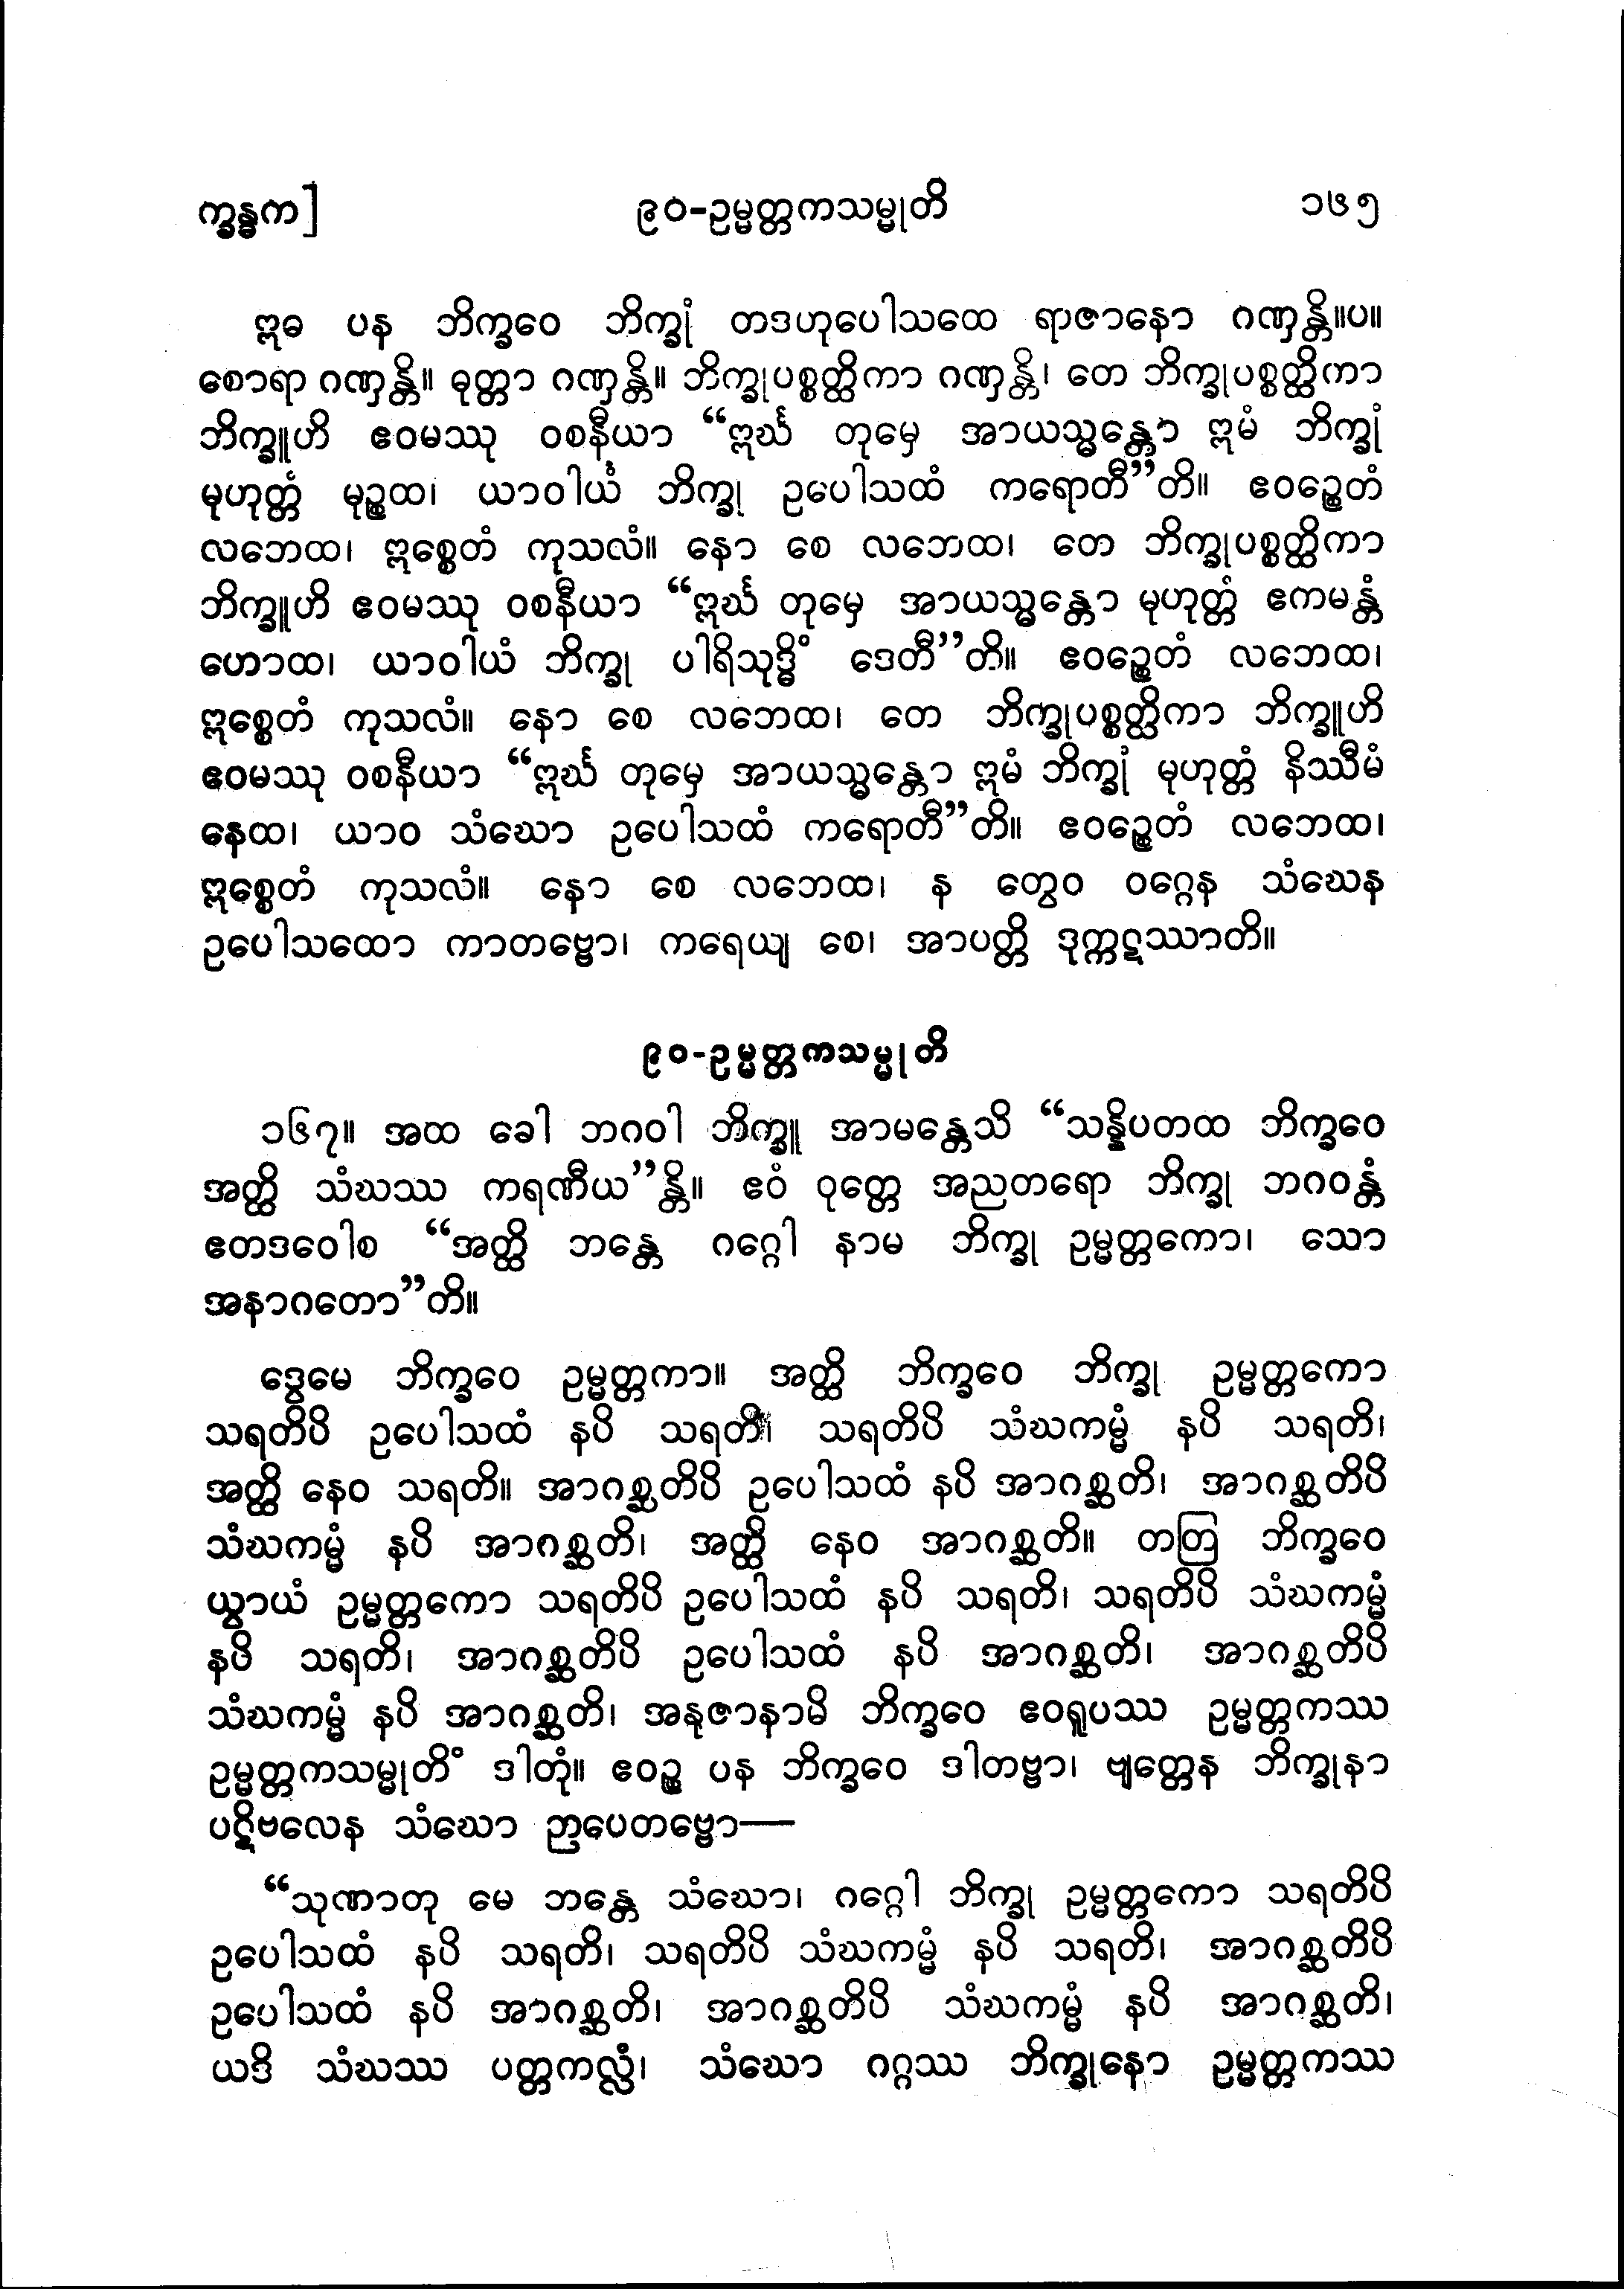 က္ခန္ဓက]
၉၀-ဥမ္မတ္တကသမ္မုတိ
၁၆၅
ဣဓ ပန ဘိက္ခဝေ ဘိက္ခုံ တဒဟုပေါသထေ ရာဇာနော ဂဏှန္တိ။ပ။
စောရာ ဂဏှန္တိ။ ဓုတ္တာ ဂဏှန္တိ။ ဘိက္ခုပစ္စတ္ထိကာ ဂဏှန္တိ၊ တေ ဘိက္ခုပစ္စတ္ထိကာ
ဘိက္ခူဟိ ဧဝမဿု ဝစနီယာ “ဣင်္ဃ တုမှေ အာယသ္မန္တော ဣမံ ဘိက္ခုံ
မုဟုတ္တံ မုဉ္စထ၊ ယာဝါယံ ဘိက္ခု ဥပေါသထံ ကရောတီ”တိ။ ဧဝဉ္စေတံ
လဘေထ၊ ဣစ္စေတံ ကုသလံ။ နော စေ လဘေထ၊ တေ ဘိက္ခုပစ္စတ္ထိကာ
ဘိက္ခူဟိ ဧဝမဿု ဝစနီယာ “ဣင်္ဃ တုမှေ အာယသ္မန္တော မုဟုတ္တံ ဧကမန္တံ
ဟောထ၊ ယာဝါယံ ဘိက္ခု ပါရိသုဒ္ဓိံ ဒေတီ”တိ။ ဧဝဉ္စေတံ လဘေထ၊
ဣစ္စေတံ ကုသလံ။ နော စေ လဘေထ၊ တေ ဘိက္ခုပစ္စတ္ထိကာ ဘိက္ခူဟိ
ဧဝမဿု ဝစနီယာ “ဣင်္ဃ တုမှေ အာယသ္မန္တော ဣမံ ဘိက္ခုံ မုဟုတ္တံ နိဿီမံ
နေထ၊ ယာဝ သံဃော ဥပေါသထံ ကရောတီ”တိ။ ဧဝဉ္စေတံ လဘေထ၊
ဣစ္စေတံ ကုသလံ။ နော စေ လဘေထ၊ န တွေဝ ဝဂ္ဂေန သံဃေန
ဥပေါသထော ကာတဗ္ဗော၊ ကရေယျ စေ၊ အာပတ္တိ ဒုက္ကဋဿာတိ။
၉၀-ဥမ္မတ္တကသမ္မုတိ
၁၆၇။ အထ ခေါ ဘဂဝါ ဘိက္ခူ အာမန္တေသိ “သန္နိပတထ ဘိက္ခဝေ
အတ္ထိ သံဃဿ ကရဏီယ”န္တိ။ ဧဝံ ဝုတ္တေ အညတရော ဘိက္ခု ဘဂဝန္တံ
ဧတဒဝေါစ “အတ္ထိ ဘန္တေ ဂဂ္ဂေါ နာမ ဘိက္ခု ဥမ္မတ္တကော၊ သော
အနာဂတော”တိ။
ဒွေမေ ဘိက္ခဝေ ဥမ္မတ္တကာ။ အတ္ထိ ဘိက္ခဝေ ဘိက္ခု ဥမ္မတ္တကော
သရတိပိ ဥပေါသထံ နပိ သရတိ၊ သရတိပိ သံဃကမ္မံ နပိ သရတိ၊
အတ္ထိ နေဝ သရတိ။ အာဂစ္ဆတိပိ ဥပေါသထံ နပိ အာဂစ္ဆတိ၊ အာဂစ္ဆတိပိ
သံဃကမ္မံ နပိ အာဂစ္ဆတိ၊ အတ္ထိ နေဝ အာဂစ္ဆတိ။ တတြ ဘိက္ခဝေ
ယွာယံ ဥမ္မတ္တကော သရတိပိ ဥပေါသထံ နပိ သရတိ၊ သရတိပိ သံဃကမ္မံ
နပိ သရတိ၊ အာဂစ္ဆတိပိ ဥပေါသထံ နပိ အာဂစ္ဆတိ၊ အာဂစ္ဆတိပိ
သံဃကမ္မံ နပိ အာဂစ္ဆတိ၊ အနုဇာနာမိ ဘိက္ခဝေ ဧဝရူပဿ ဥမ္မတ္တကဿ
ဥမ္မတ္တကသမ္မုတိံ ဒါတုံ။ ဧဝဉ္စ ပန ဘိက္ခဝေ ဒါတဗ္ဗာ၊ ဗျတ္တေန ဘိက္ခုနာ
ပဋိဗလေန သံဃော ဉာပေတဗ္ဗော—
“သုဏာတု မေ ဘန္တေ သံဃော၊ ဂဂ္ဂေါ ဘိက္ခု ဥမ္မတ္တကော သရတိပိ
ဥပေါသထံ နပိ သရတိ၊ သရတိပိ သံဃကမ္မံ နပိ သရတိ၊ အာဂစ္ဆတိပိ
ဥပေါသထံ နပိ အာဂစ္ဆတိ၊ အာဂစ္ဆတိပိ သံဃကမ္မံ နပိ အာဂစ္ဆတိ၊
ယဒိ သံဃဿ ပတ္တကလ္လံ၊ သံဃော ဂဂ္ဂဿ ဘိက္ခုနော ဥမ္မတ္တကဿ